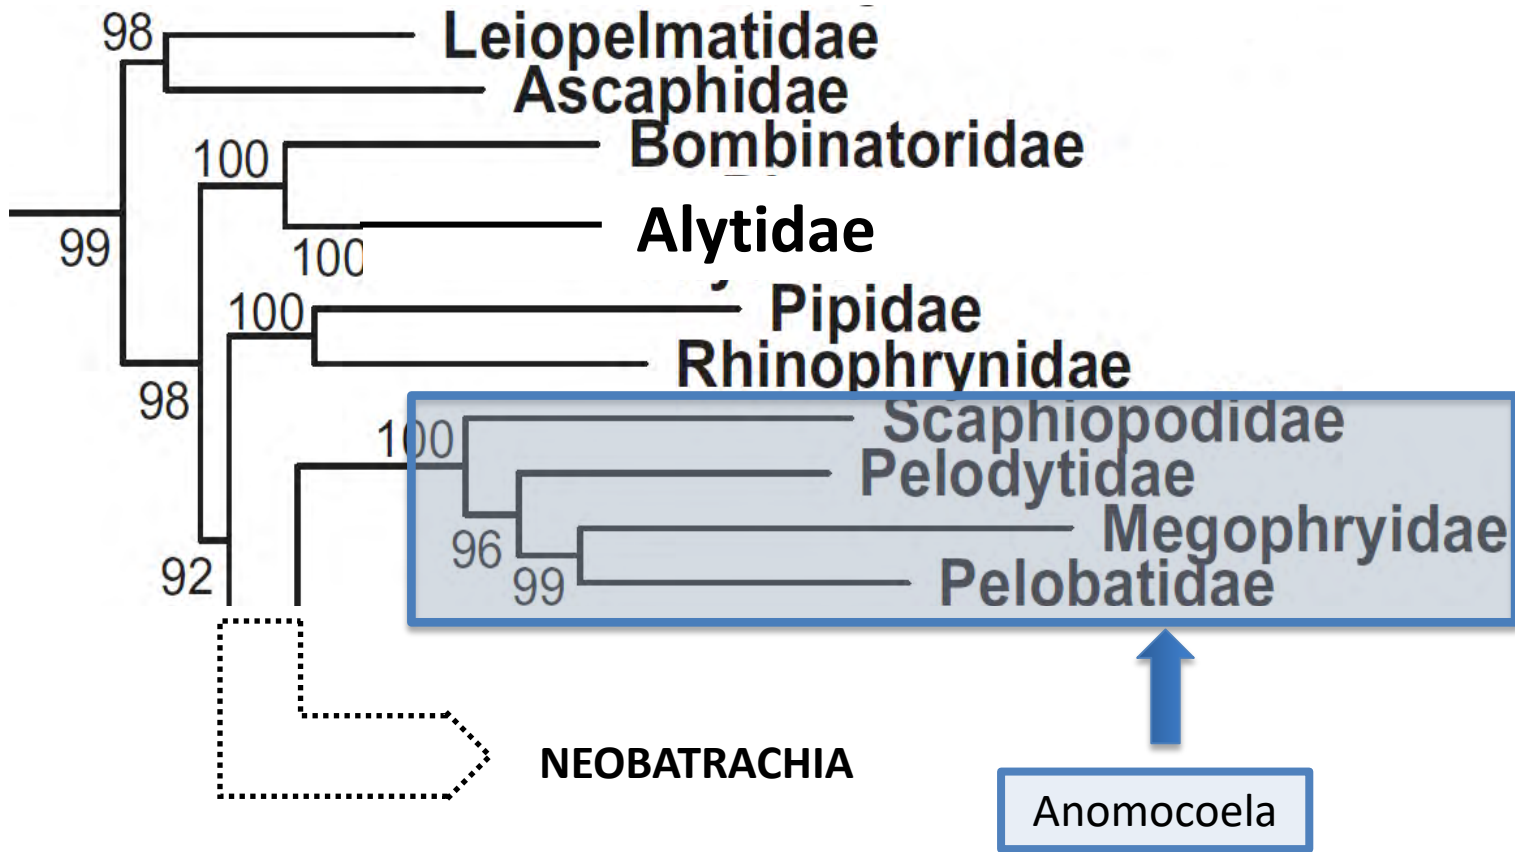 98
Leiopelmatidae
Ascaphidae
100
Bombinatoridae
99
100
Alytidae
100
Pipidae
Rhinophrynidae
98
100
Scaphiopodidae
Pelodytidae
96
Megophryidae
92
99
Pelobatidae
NEOBATRACHIA
Anomocoela